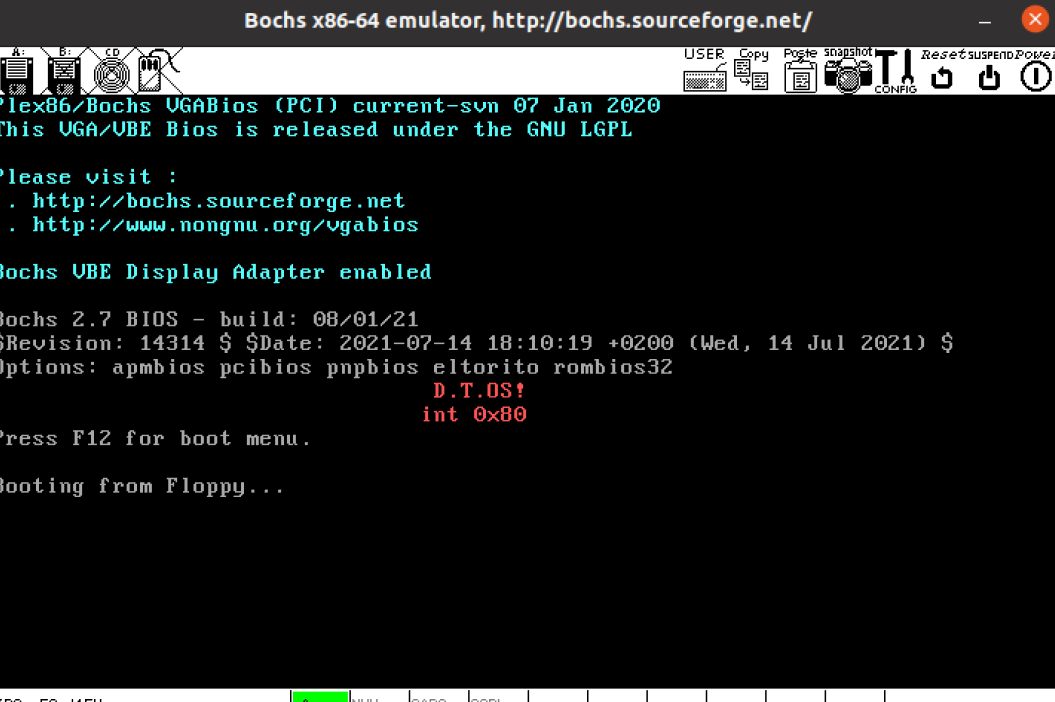 Bochs x86-64 emulator, http://bochs.sourceforge.net/
A: B: CD USER Copy Poste snapshot CONFIG Reset SUSPEND Power
Plex86/Bochs VGABios (PCI) current-svn 07 Jan 2020
This VGA/VBE Bios is released under the GNU LGPL
Please visit :
. http://bochs.sourceforge.net
. http://www.nongnu.org/vgabios
Bochs VBE Display Adapter enabled
Bochs 2.7 BIOS - build: 08/01/21
$Revision: 14314 $ $Date: 2021-07-14 18:10:19 +0200 (Wed, 14 Jul 2021) $
Options: apmbios pcibios pnpbios eltorito rombios32
D.T.OS!
int 0x80
Press F12 for boot menu.
Booting from Floppy...